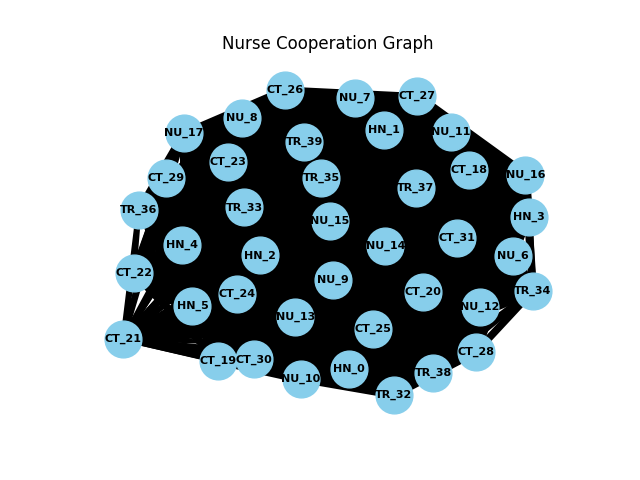 Nurse Cooperation Graph
CT_26
NU_7
CT_27
NU_8
HN_1
NU_11
NU_17
TR_39
CT_23
CT_18
NU_16
CT_29
TR_35
TR_37
TR_36
TR_33
NU_15
HN_3
CT_31
HN_4
NU_14
HN_2
NU_6
CT_22
NU_9
TR_34
CT_24
CT_20
HN_5
NU_12
NU_13
CT_25
CT_21
CT_28
CT_19
CT_30
HN_0
TR_38
NU_10
TR_32